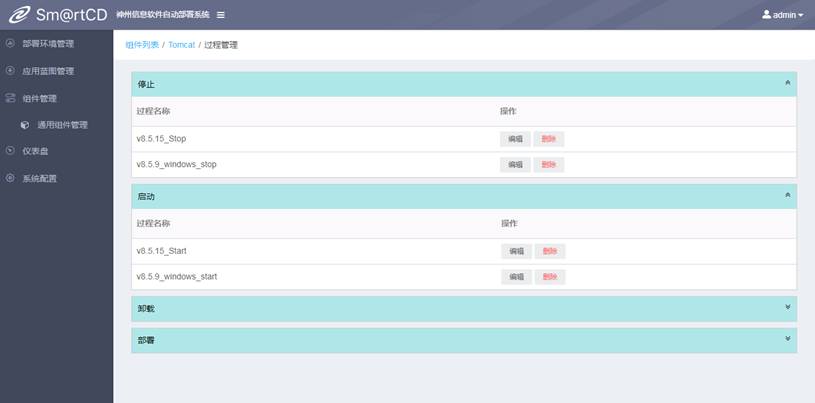 Sm@rtCD 神州信息软件自动部署系统 admin
部署环境管理
应用蓝图管理
组件管理
通用组件管理
仪表盘
系统配置
组件列表 / Tomcat / 过程管理
停止
过程名称 操作
v8.5.15_Stop 编辑 删除
v8.5.9_windows_stop 编辑 删除
启动
过程名称 操作
v8.5.15_Start 编辑 删除
v8.5.9_windows_start 编辑 删除
卸载
部署